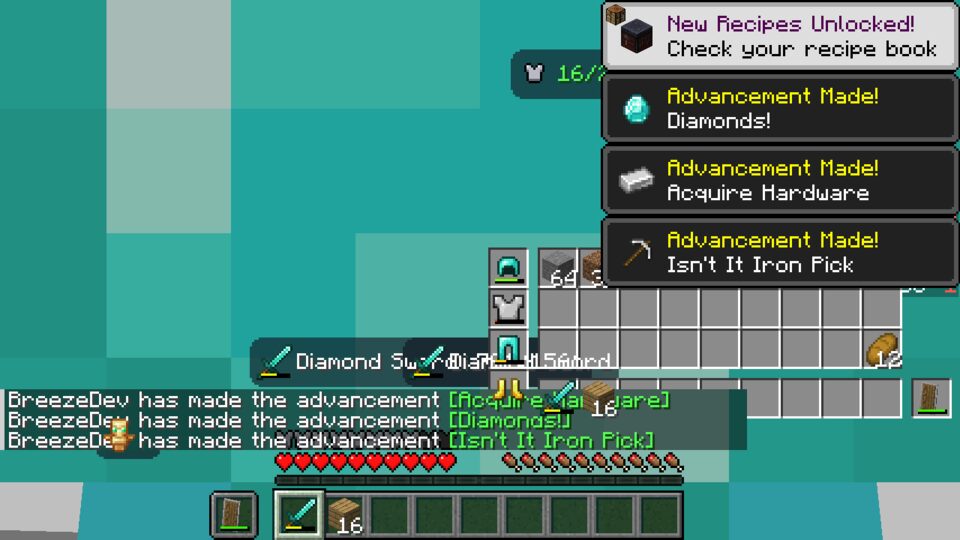 New Recipes Unlocked!
Check your recipe book
16/
Advancement Made!
Diamonds!
Advancement Made!
Acquire Hardware
Advancement Made!
Isn't It Iron Pick
64
12
Diamond
BreezeDev has made the advancement [Acquire Hardware]
16
BreezeDev has made the advancement [Diamonds!]
BreezeDev has made the advancement [Isn't It Iron Pick]
16